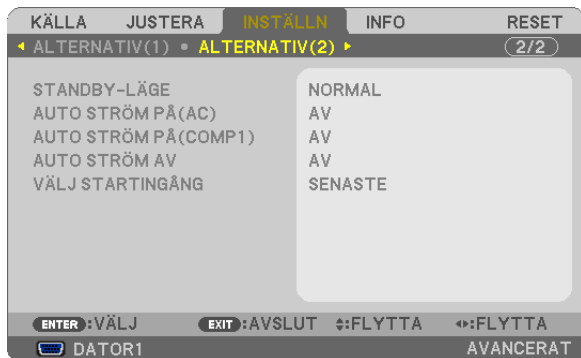 KÄLLA JUSTERA INSTÄLLN INFO RESET
ALTERNATIV(1) • ALTERNATIV(2) 2/2
STANDBY-LÄGE NORMAL
AUTO STRÖM PÅ(AC) AV
AUTO STRÖM PÅ(COMP1) AV
AUTO STRÖM AV AV
VÄLJ STARTINGÅNG SENASTE
ENTER :VÄLJ EXIT :AVSLUT :FLYTTA :FLYTTA
DATOR1 AVANCERAT